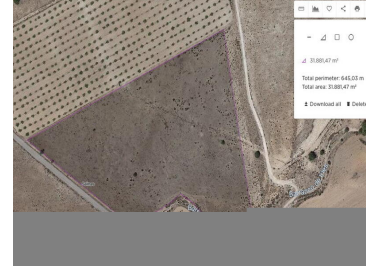 31.881,47 m²
Total perimeter: 645,03 m
Total area: 31.881,47 m²
Download all
Delete